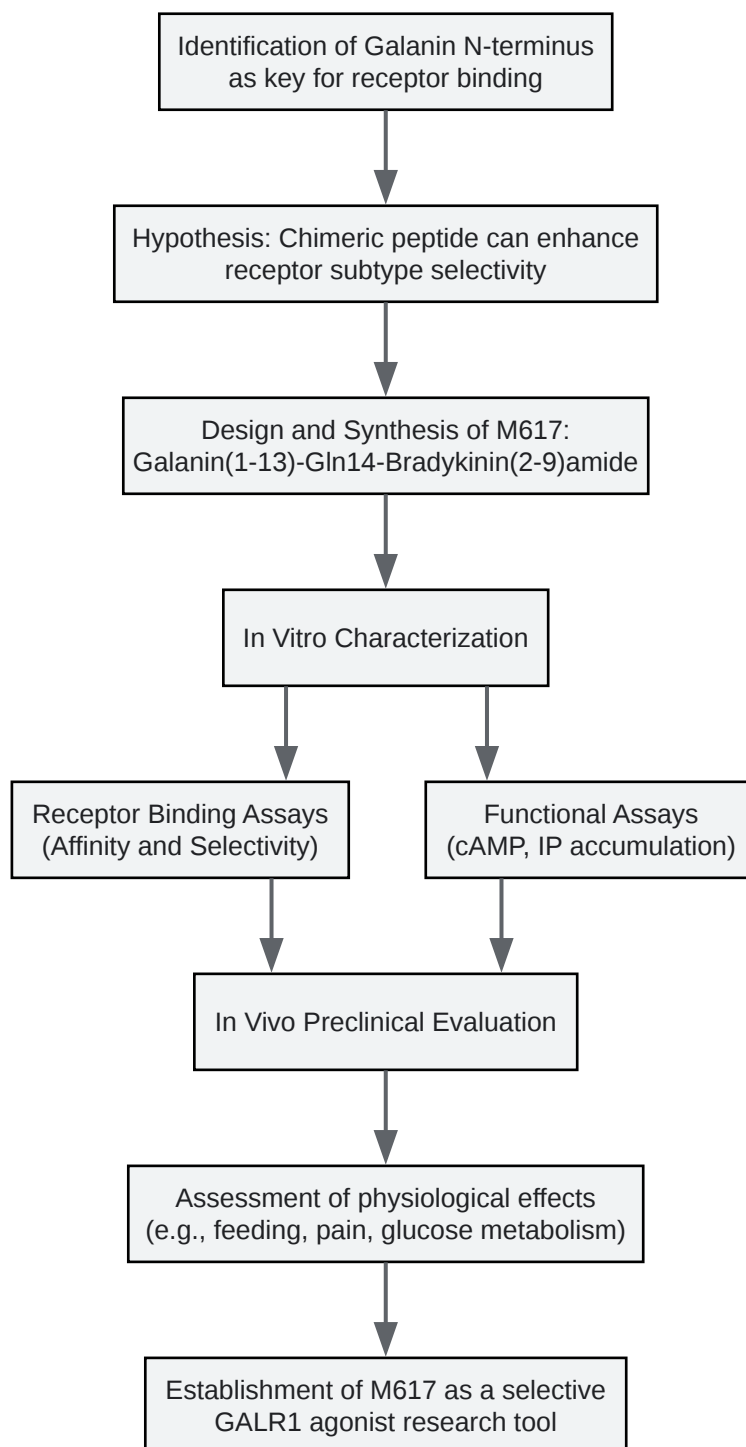 Identification of Galanin N-terminus
as key for receptor binding
Hypothesis: Chimeric peptide can enhance
receptor subtype selectivity
Design and Synthesis of M617:
Galanin(1-13)-Gln14-Bradykinin(2-9)amide
In Vitro Characterization
Receptor Binding Assays
(Affinity and Selectivity)
Functional Assays
(cAMP, IP accumulation)
In Vivo Preclinical Evaluation
Assessment of physiological effects
(e.g., feeding, pain, glucose metabolism)
Establishment of M617 as a selective
GALR1 agonist research tool